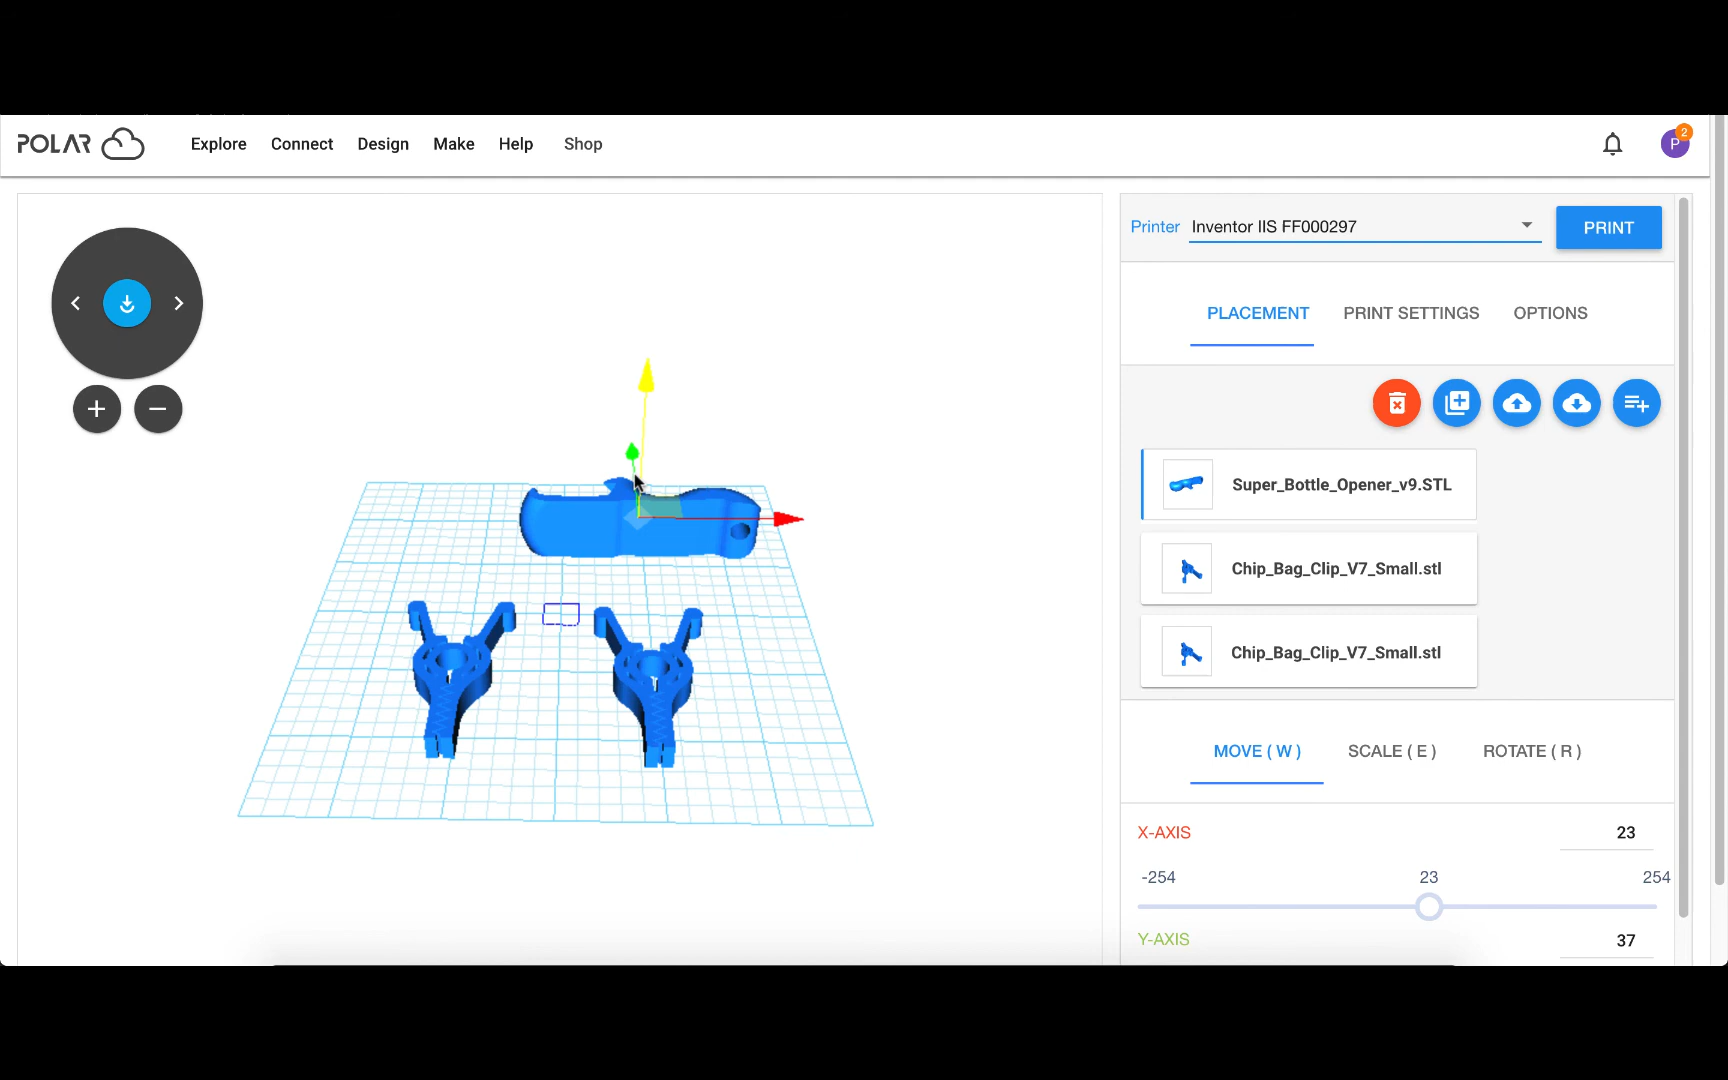 POLAR
Explore Connect Design Make Help Shop
2
P
Printer Inventor IIS FF000297
PRINT
PLACEMENT PRINT SETTINGS OPTIONS
Super_Bottle_Opener_v9.STL
Chip_Bag_Clip_V7_Small.stl
Chip_Bag_Clip_V7_Small.stl
MOVE ( W ) SCALE ( E ) ROTATE ( R )
X-AXIS 23
-254 23 254
Y-AXIS 37